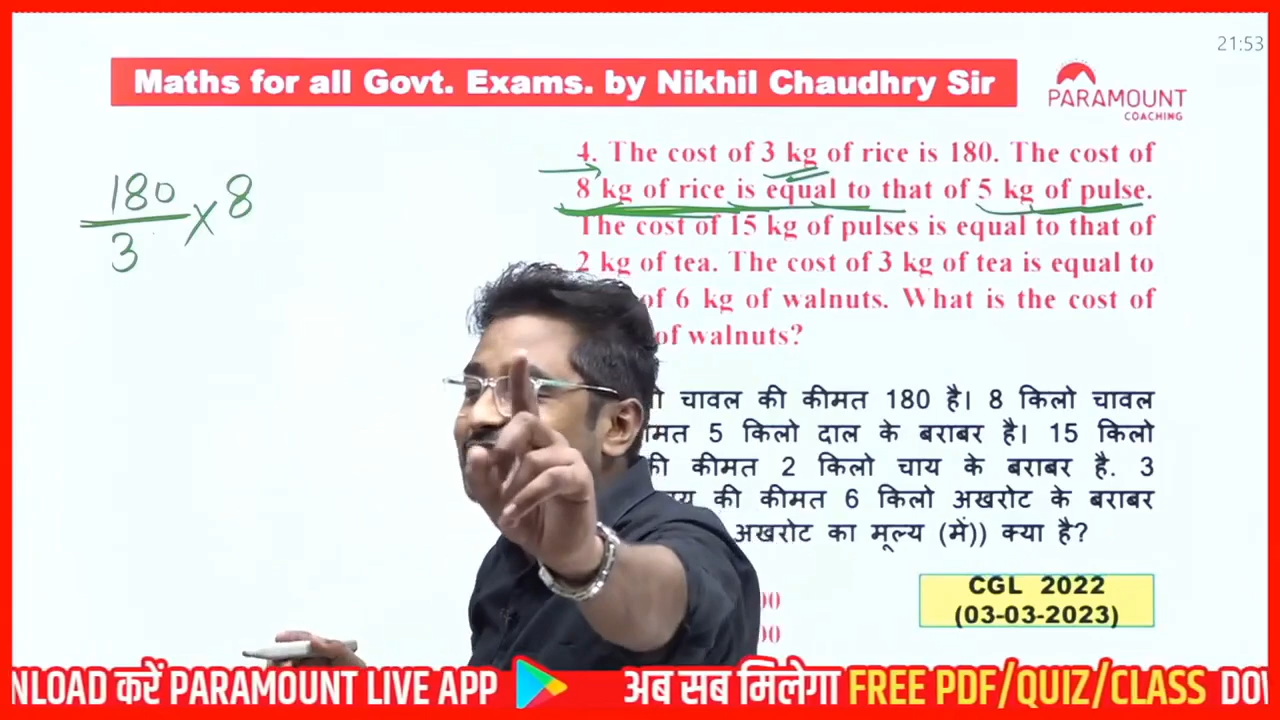 21:53
Maths for all Govt. Exams. by Nikhil Chaudhry Sir
PARAMOUNT
COACHING
4. The cost of 3 kg of rice is 180. The cost of
8 kg of rice is equal to that of 5 kg of pulse.
The cost of 15 kg of pulses is equal to that of
2 kg of tea. The cost of 3 kg of tea is equal to
of 6 kg of walnuts. What is the cost of
of walnuts?
180
3
× 8
चावल की कीमत 180 है। 8 किलो चावल
5 किलो दाल के बराबर है। 15 किलो
की कीमत 2 किलो चाय के बराबर है. 3
की कीमत 6 किलो अखरोट के बराबर
अखरोट का मूल्य (में)) क्या है?
CGL 2022
(03-03-2023)
DOWNLOAD करें PARAMOUNT LIVE APP अब सब मिलेगा FREE PDF/QUIZ/CLASS